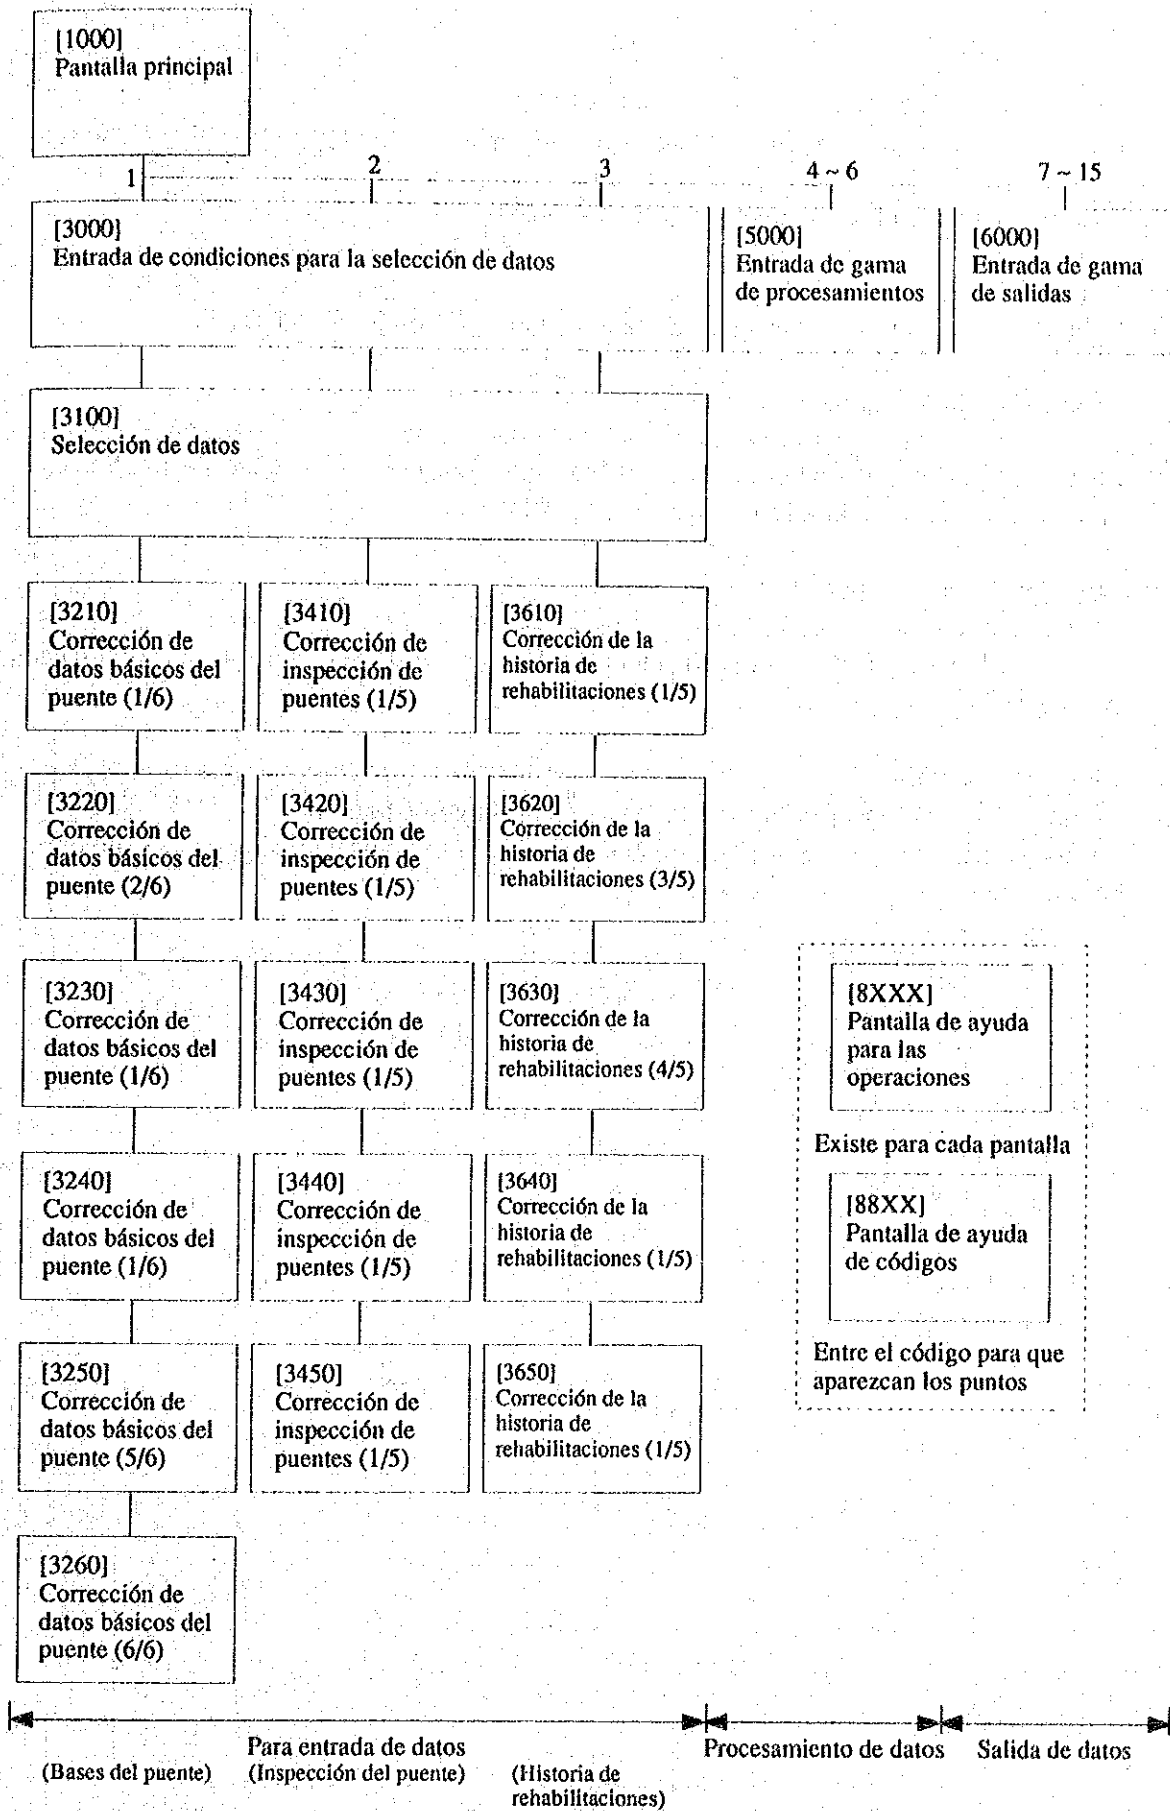 [1000]
Pantalla principal
1
2
3
4 ~ 6
7 ~ 15
[3000]
Entrada de condiciones para la selección de datos
[5000]
Entrada de gama
de procesamientos
[6000]
Entrada de gama
de salidas
[3100]
Selección de datos
[3210]
Corrección de
datos básicos del
puente (1/6)
[3410]
Corrección de
inspección de
puentes (1/5)
[3610]
Corrección de la
historia de
rehabilitaciones (1/5)
[3220]
Corrección de
datos básicos del
puente (2/6)
[3420]
Corrección de
inspección de
puentes (1/5)
[3620]
Corrección de la
historia de
rehabilitaciones (3/5)
[3230]
Corrección de
datos básicos del
puente (1/6)
[3430]
Corrección de
inspección de
puentes (1/5)
[3630]
Corrección de la
historia de
rehabilitaciones (4/5)
[3240]
Corrección de
datos básicos del
puente (1/6)
[3440]
Corrección de
inspección de
puentes (1/5)
[3640]
Corrección de la
historia de
rehabilitaciones (1/5)
[3250]
Corrección de
datos básicos del
puente (5/6)
[3450]
Corrección de
inspección de
puentes (1/5)
[3650]
Corrección de la
historia de
rehabilitaciones (1/5)
[3260]
Corrección de
datos básicos del
puente (6/6)
[8XXX]
Pantalla de ayuda
para las
operaciones
Existe para cada pantalla
[88XX]
Pantalla de ayuda
de códigos
Entre el código para que
aparezcan los puntos
Para entrada de datos
(Bases del puente)
(Inspección del puente)
(Historia de
rehabilitaciones)
Procesamiento de datos
Salida de datos